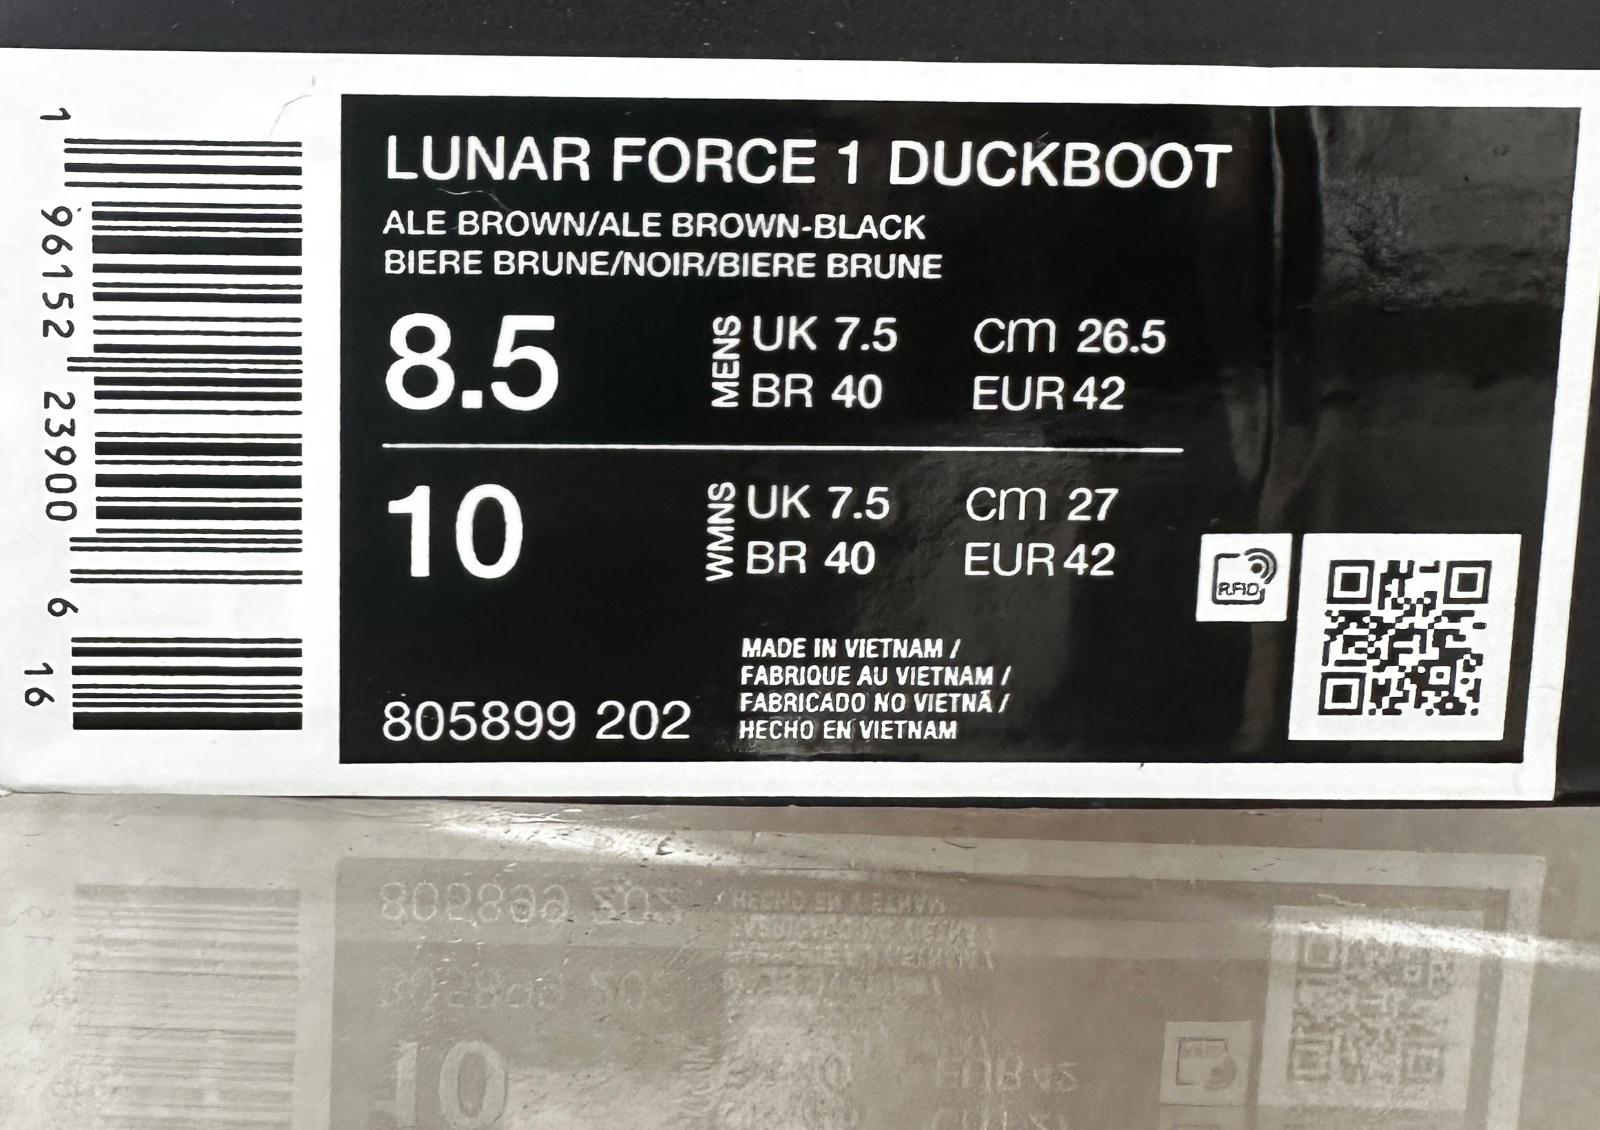 1 96152 23900 6 16
LUNAR FORCE 1 DUCKBOOT
ALE BROWN/ALE BROWN-BLACK
BIERE BRUNE/NOIR/BIERE BRUNE
8.5 MENS UK 7.5 cm 26.5
BR 40 EUR 42
10 WMNS UK 7.5 cm 27
BR 40 EUR 42
RFID
MADE IN VIETNAM /
FABRIQUE AU VIETNAM /
FABRICADO NO VIETNÃ /
HECHO EN VIETNAM
805899 202